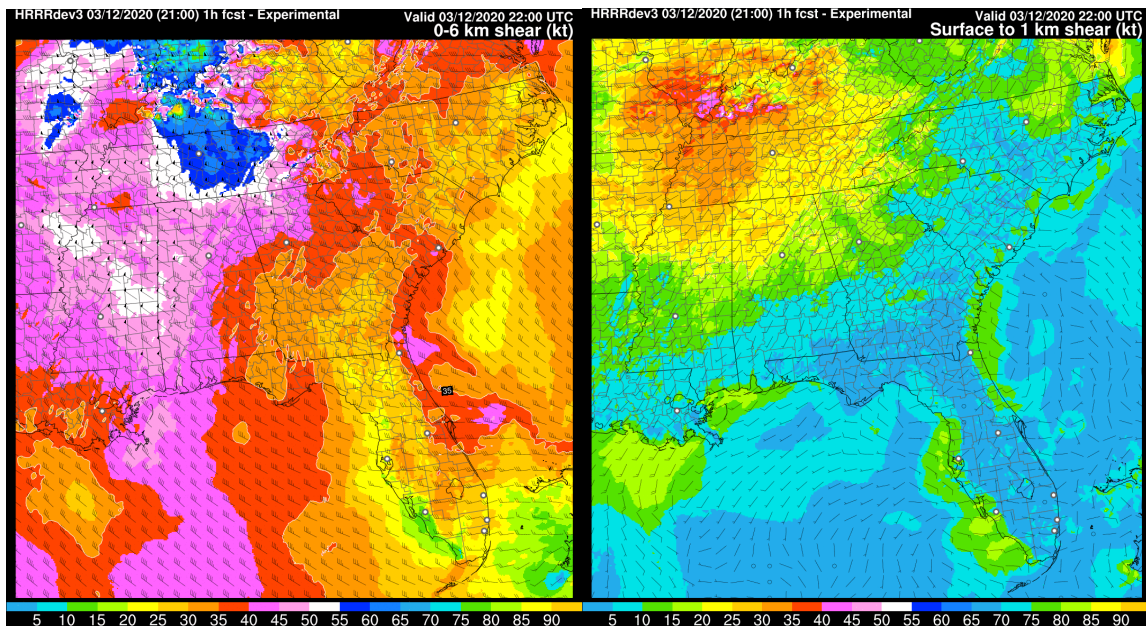 HRRRdev3 03/12/2020 (21:00) 1h fcst - Experimental
Valid 03/12/2020 22:00 UTC
0-6 km shear (kt)
35
5 10 15 20 25 30 35 40 45 50 55 60 65 70 75 80 85 90
HRRRdev3 03/12/2020 (21:00) 1h fcst - Experimental
Valid 03/12/2020 22:00 UTC
Surface to 1 km shear (kt)
5 10 15 20 25 30 35 40 45 50 55 60 65 70 75 80 85 90